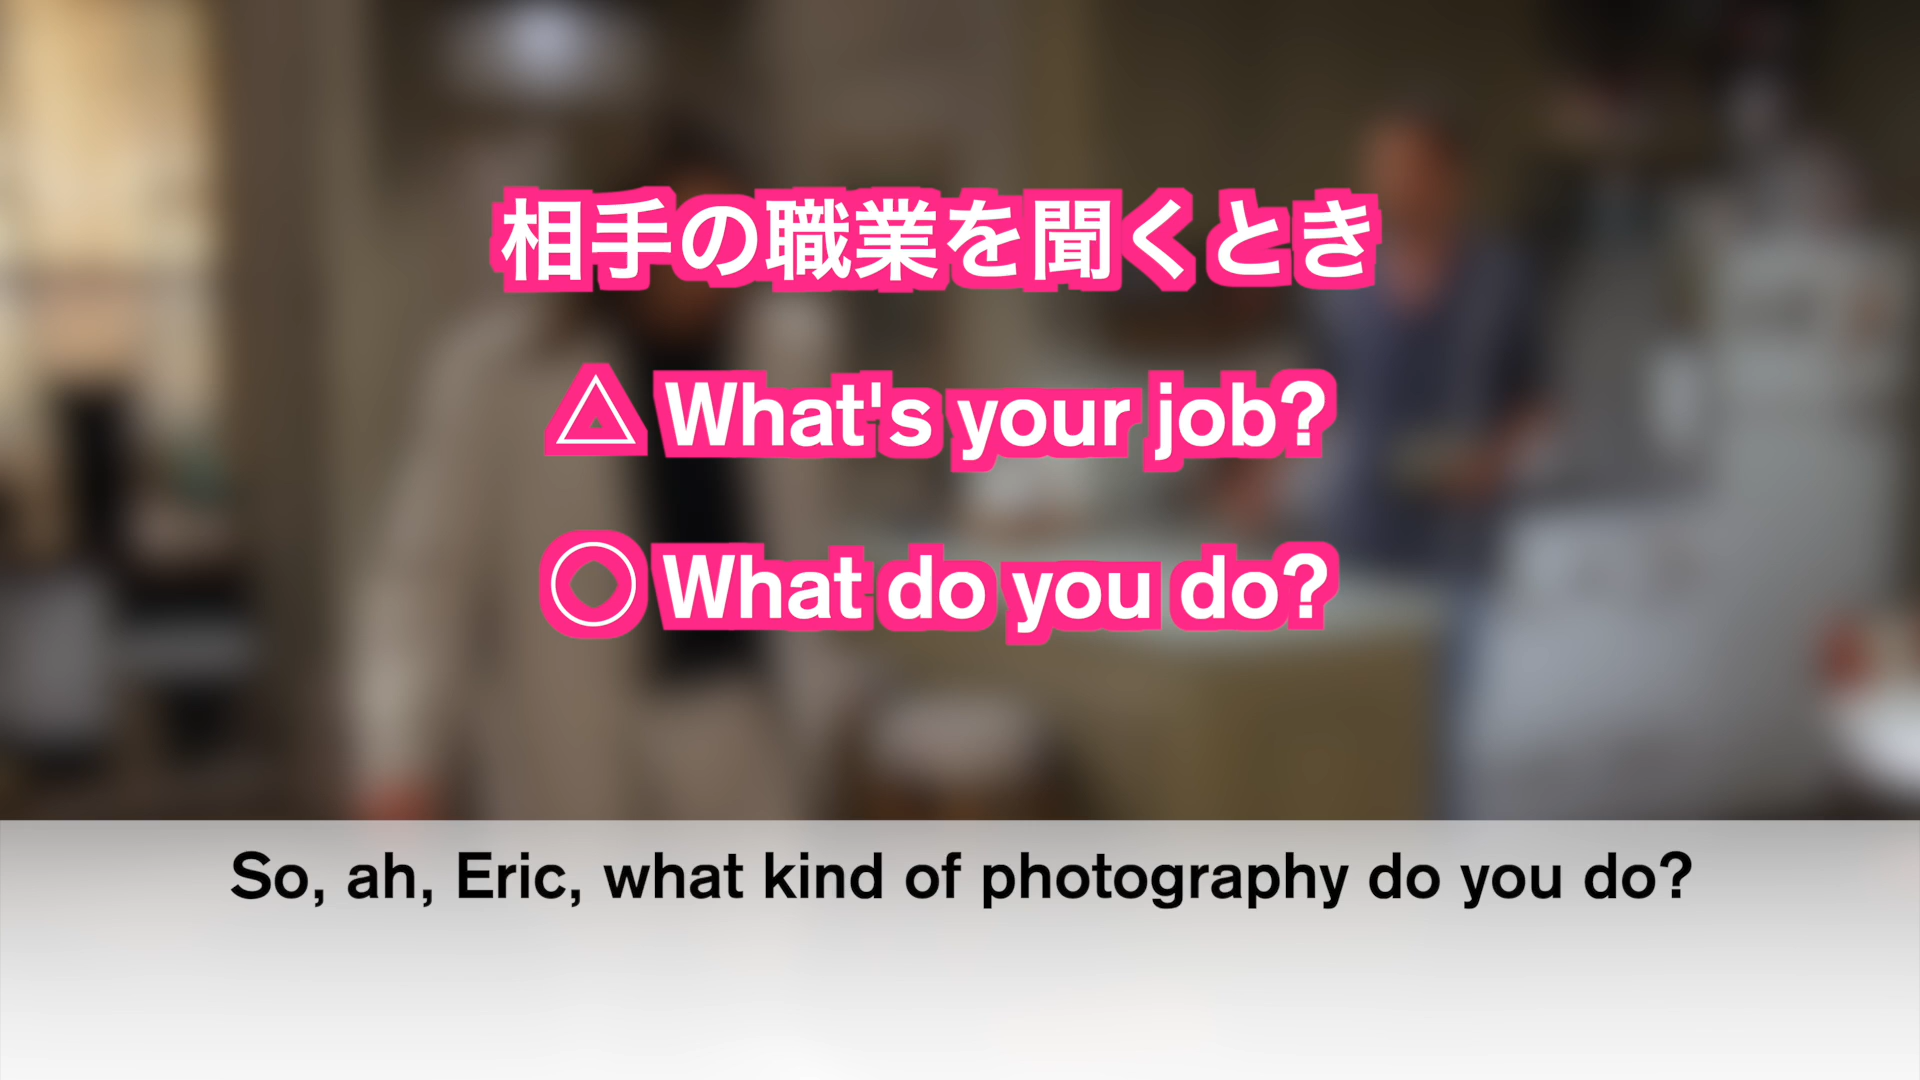 相手の職業を聞くとき
△ What's your job?
◯ What do you do?
So, ah, Eric, what kind of photography do you do?